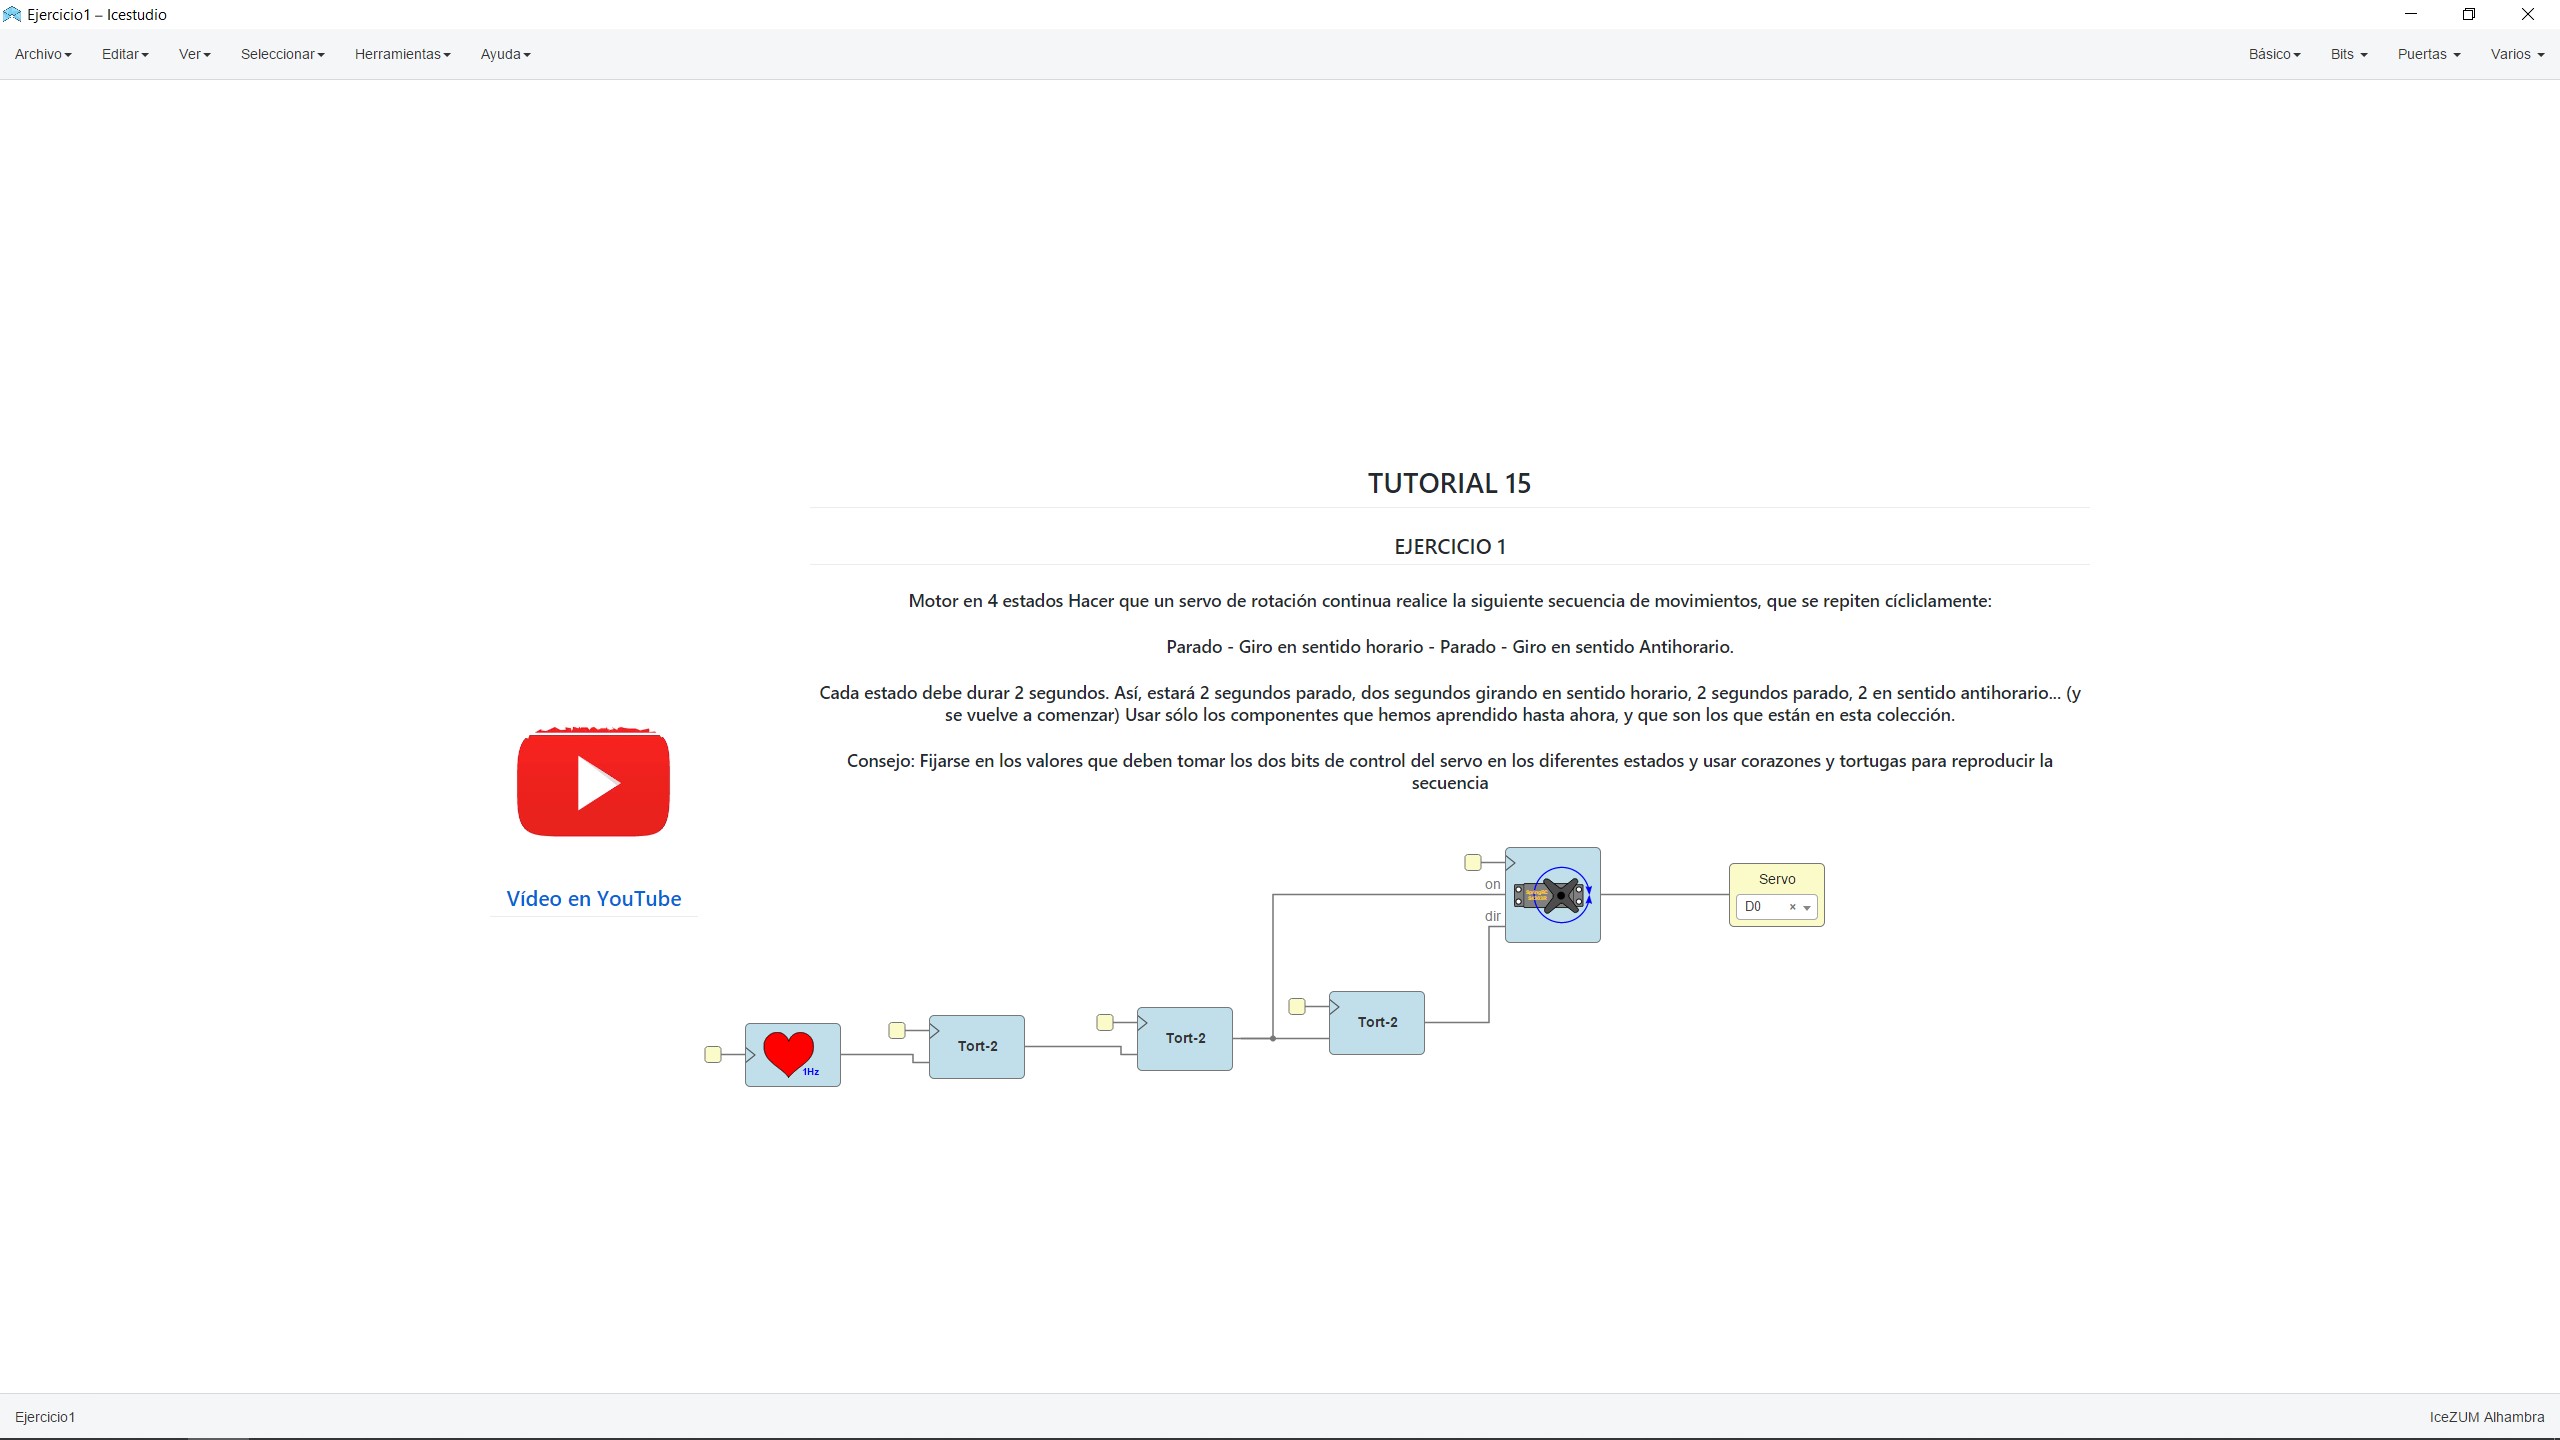 Ejercicio1 – Icestudio
Archivo Editar Ver Seleccionar Herramientas Ayuda Básico Bits Puertas Varios
TUTORIAL 15
EJERCICIO 1
Motor en 4 estados Hacer que un servo de rotación continua realice la siguiente secuencia de movimientos, que se repiten cícliclamente:
Parado - Giro en sentido horario - Parado - Giro en sentido Antihorario.
Cada estado debe durar 2 segundos. Así, estará 2 segundos parado, dos segundos girando en sentido horario, 2 segundos parado, 2 en sentido antihorario... (y
se vuelve a comenzar) Usar sólo los componentes que hemos aprendido hasta ahora, y que son los que están en esta colección.
Consejo: Fijarse en los valores que deben tomar los dos bits de control del servo en los diferentes estados y usar corazones y tortugas para reproducir la
secuencia
Vídeo en YouTube
on
dir
Servo
D0 ×
1Hz
Tort-2
Tort-2
Tort-2
Ejercicio1
IceZUM Alhambra